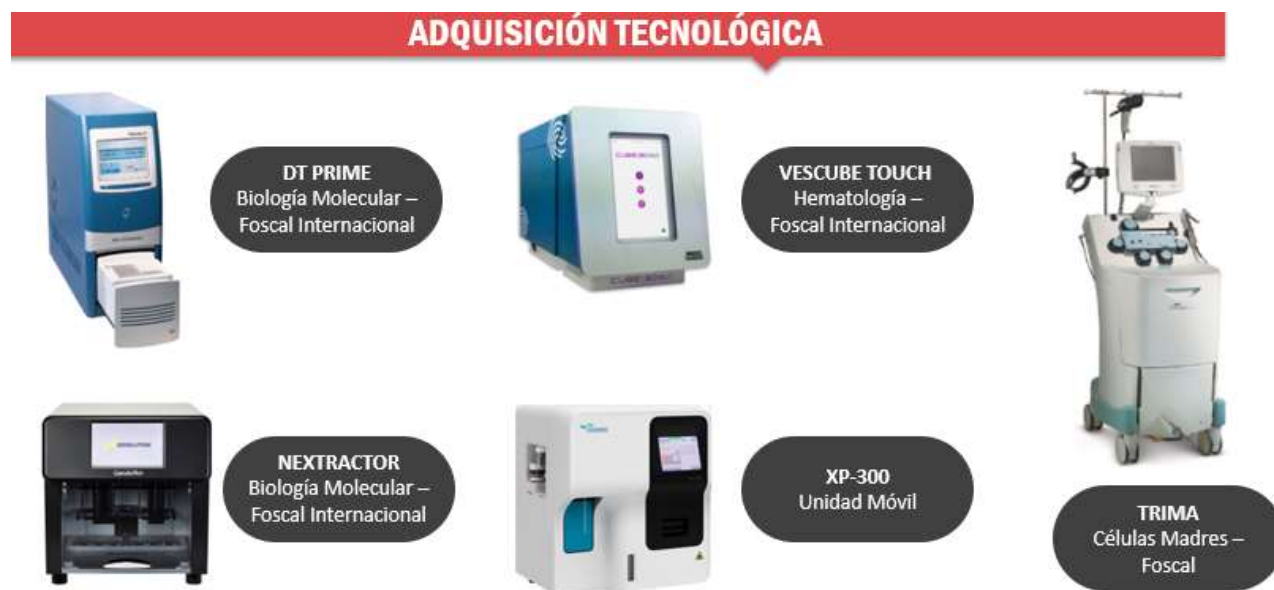 ADQUISICIÓN TECNOLÓGICA
DT PRIME
Biología Molecular –
Foscal Internacional
VESCUBE TOUCH
Hematología –
Foscal Internacional
NEXTRACTOR
Biología Molecular –
Foscal Internacional
XP-300
Unidad Móvil
TRIMA
Células Madres –
Foscal